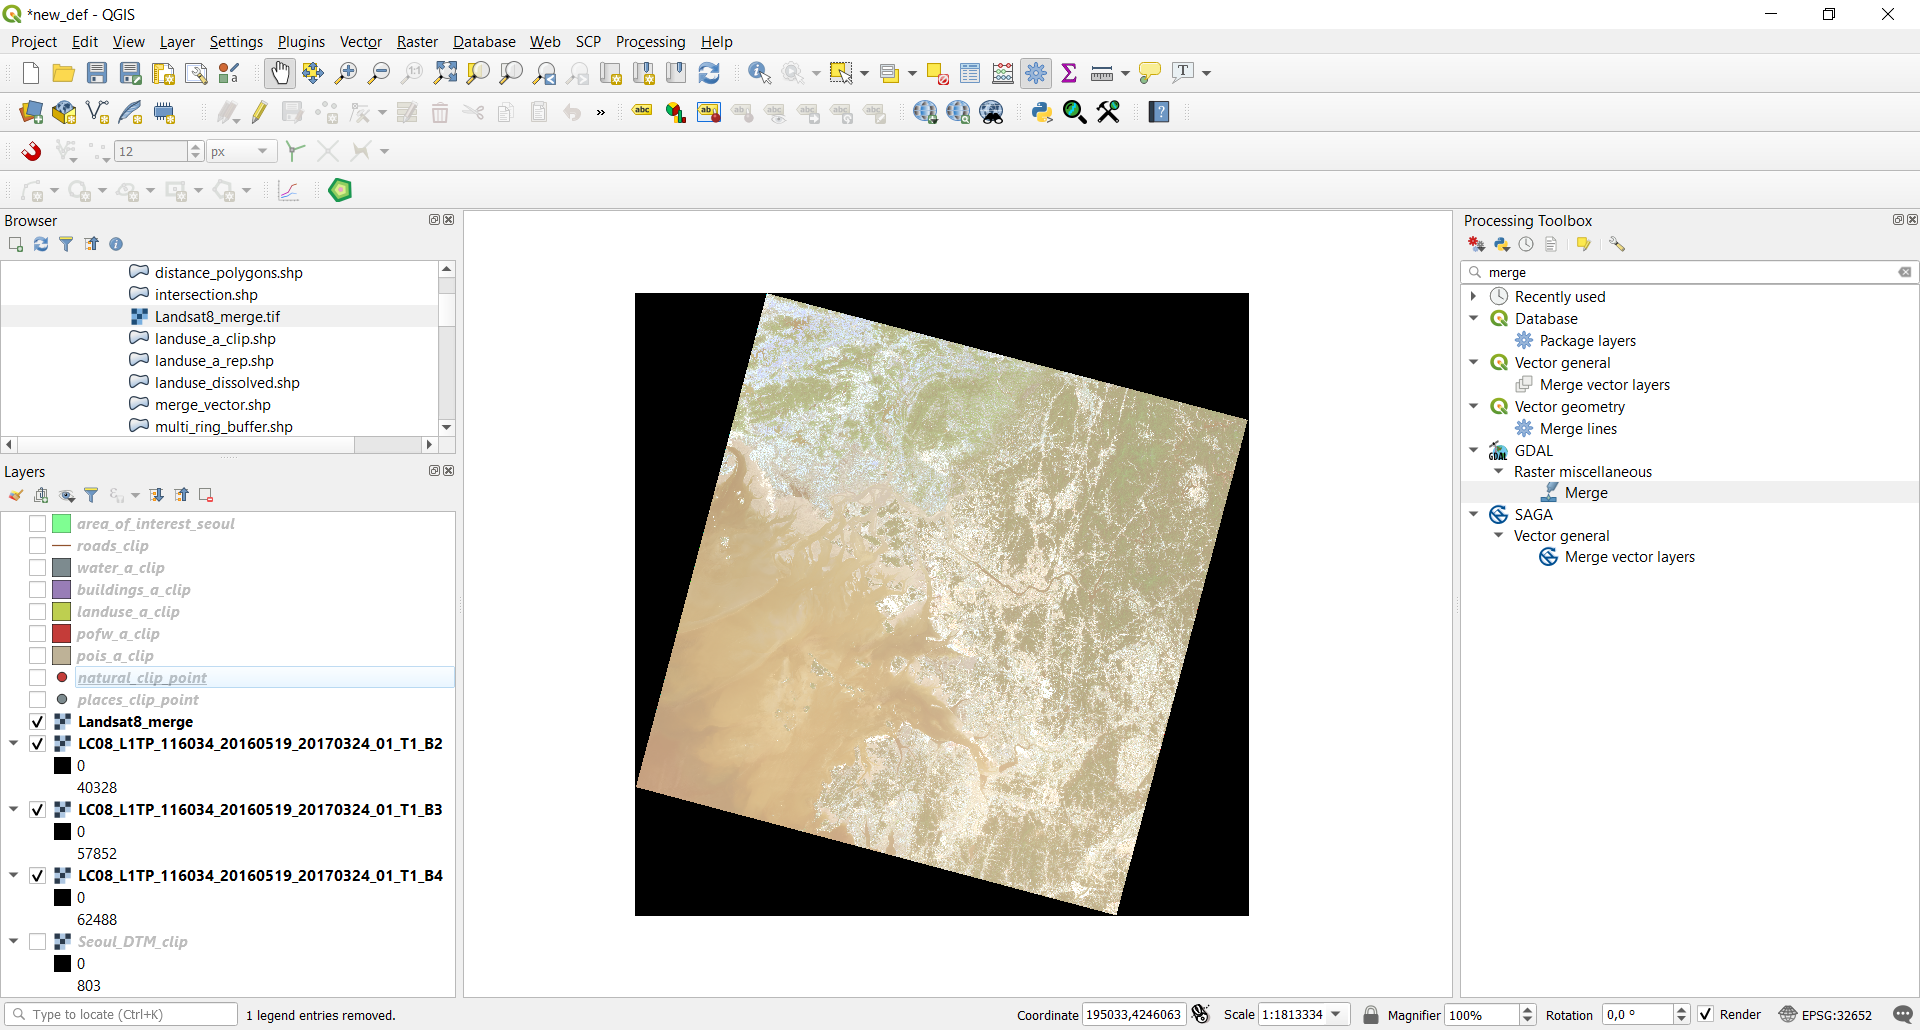 *new_def - QGIS
Project Edit View Layer Settings Plugins Vector Raster Database Web SCP Processing Help
12 px
Browser
distance_polygons.shp
intersection.shp
Landsat8_merge.tif
landuse_a_clip.shp
landuse_a_rep.shp
landuse_dissolved.shp
merge_vector.shp
multi_ring_buffer.shp
Layers
area_of_interest_seoul
roads_clip
water_a_clip
buildings_a_clip
landuse_a_clip
pofw_a_clip
pois_a_clip
natural_clip_point
places_clip_point
Landsat8_merge
LC08_L1TP_116034_20160519_20170324_01_T1_B2
0
40328
LC08_L1TP_116034_20160519_20170324_01_T1_B3
0
57852
LC08_L1TP_116034_20160519_20170324_01_T1_B4
0
62488
Seoul_DTM_clip
0
803
Processing Toolbox
merge
Recently used
Database
Package layers
Vector general
Merge vector layers
Vector geometry
Merge lines
GDAL
Raster miscellaneous
Merge
SAGA
Vector general
Merge vector layers
Type to locate (Ctrl+K) 1 legend entries removed. Coordinate 195033,4246063 Scale 1:1813334 Magnifier 100% Rotation 0,0 ° Render EPSG:32652